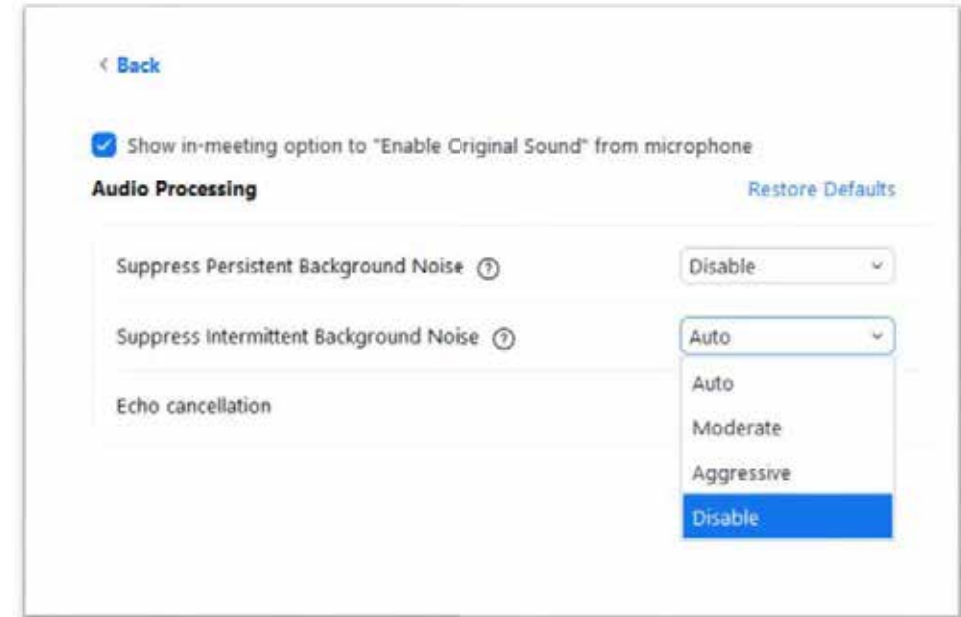 < Back
Show in-meeting option to "Enable Original Sound" from microphone
Audio Processing Restore Defaults
Suppress Persistent Background Noise ? Disable
Suppress Intermittent Background Noise ? Auto
Auto
Echo cancellation
Moderate
Aggressive
Disable